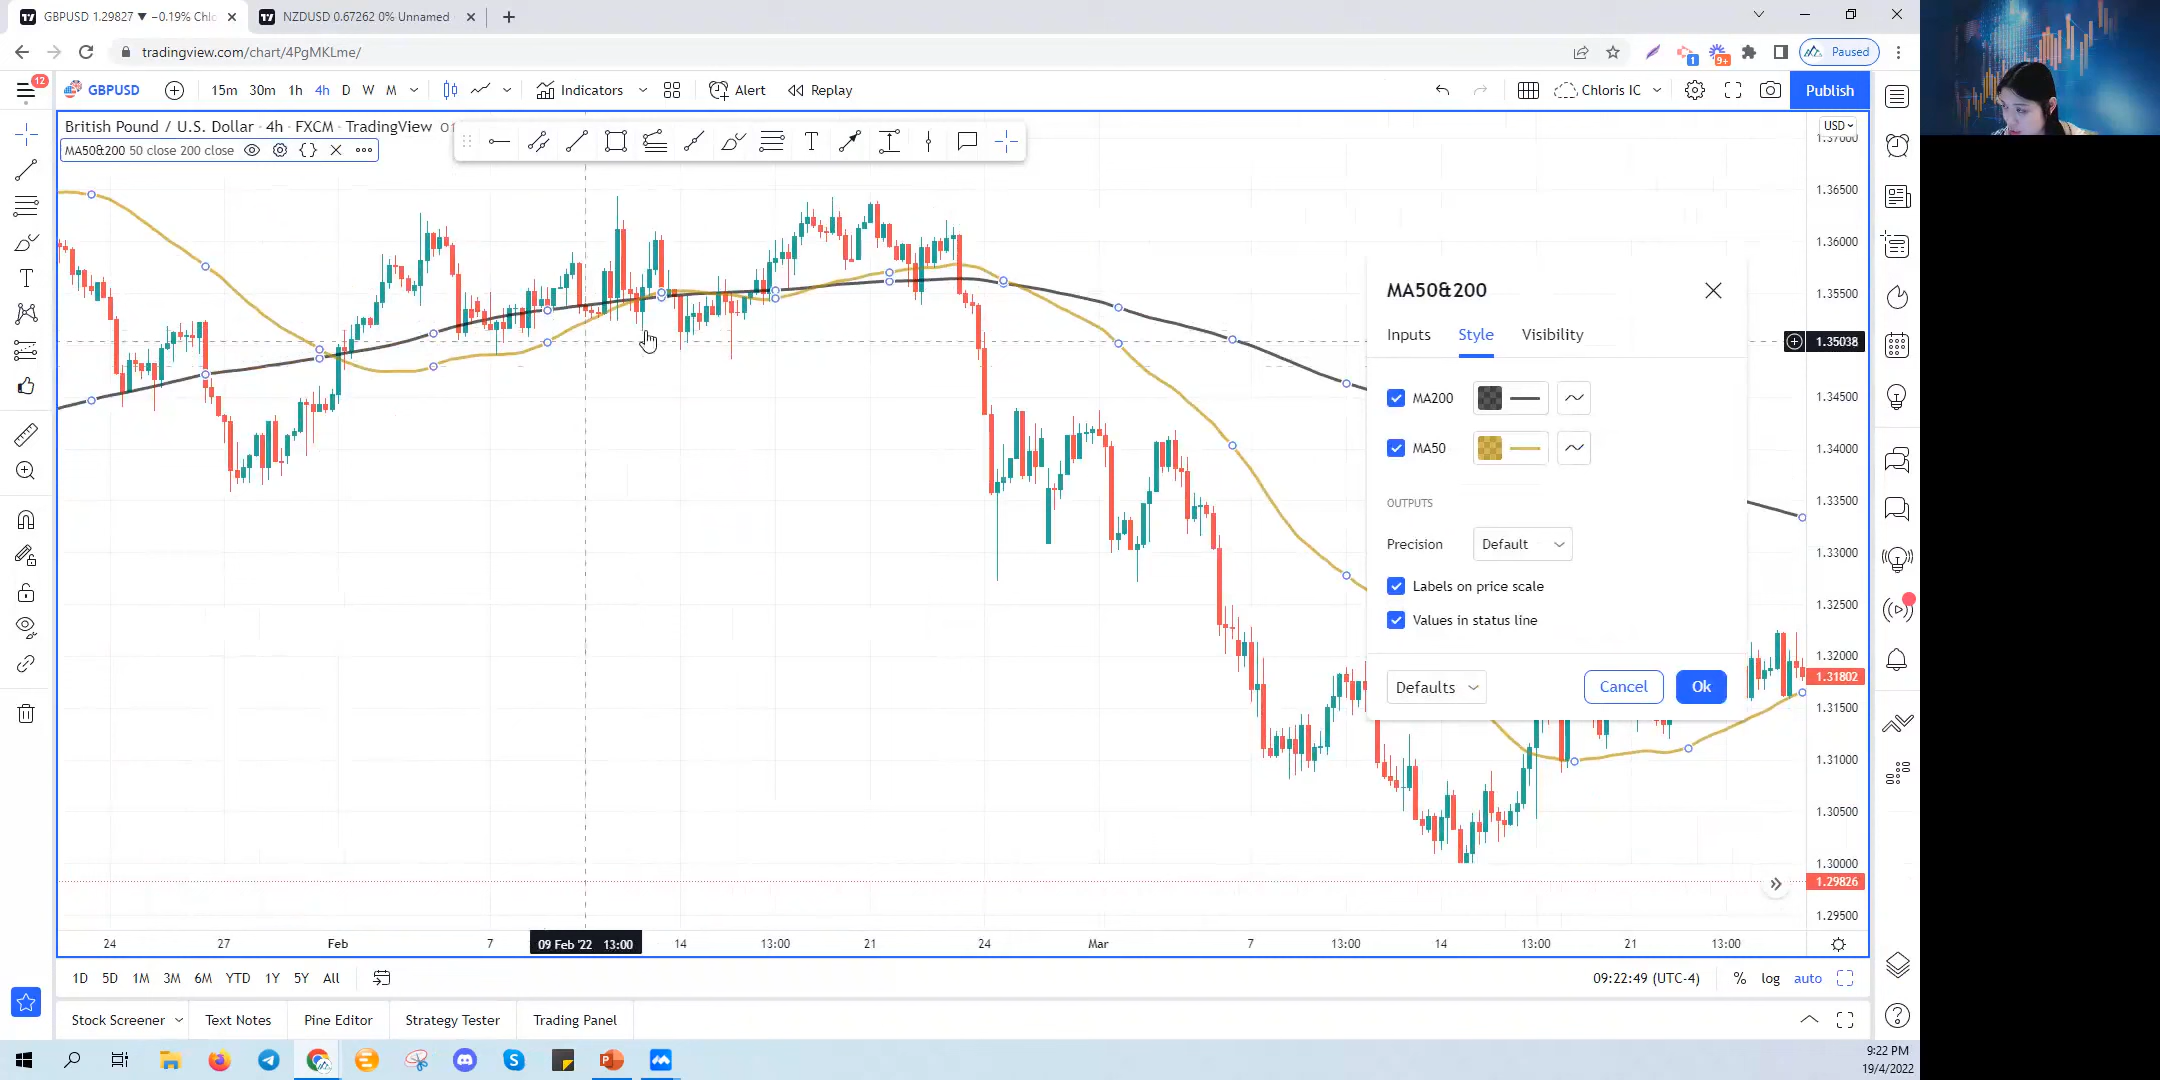 GBPUSD 1.29827 ▼ −0.19% Chl
NZDUSD 0.67262 0% Unnamed
tradingview.com/chart/4PgMKLme/
1
9+
Paused
12
GBPUSD
15m 30m 1h 4h D W M
Indicators
Alert
Replay
Chloris IC
Publish
British Pound / U.S. Dollar · 4h · FXCM · TradingView
MA50&200 50 close 200 close
USD
1.37000
1.36500
1.36000
1.35500
1.35038
1.34500
1.34000
1.33500
1.33000
1.32500
1.32000
1.31802
1.31500
1.31000
1.30500
1.30000
1.29826
1.29500
MA50&200
Inputs Style Visibility
MA200
MA50
OUTPUTS
Precision Default
Labels on price scale
Values in status line
Defaults Cancel Ok
24 27 Feb 7 09 Feb '22 13:00 14 13:00 21 24 Mar 7 13:00 14 13:00 21 13:00
1D 5D 1M 3M 6M YTD 1Y 5Y All
09:22:49 (UTC-4) % log auto
Stock Screener Text Notes Pine Editor Strategy Tester Trading Panel
9:22 PM
19/4/2022